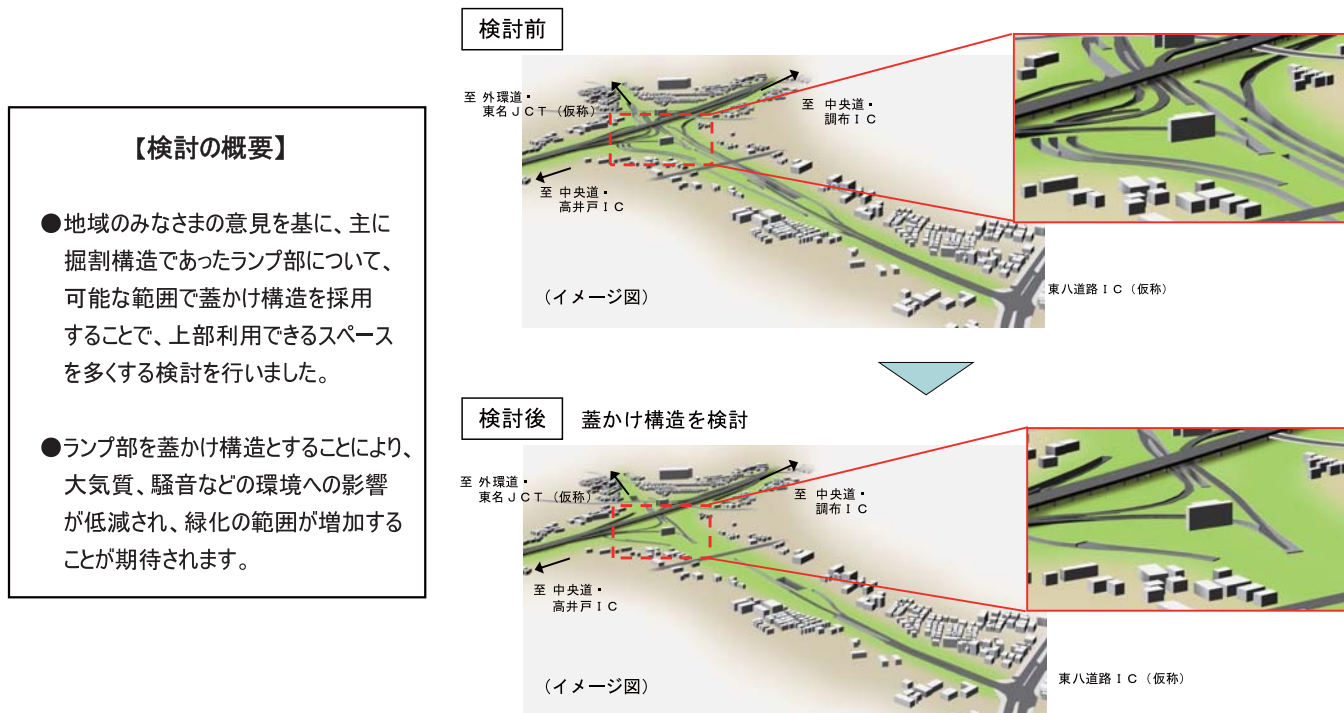 【検討の概要】
●地域のみなさまの意見を基に、主に
掘割構造であったランプ部について、
可能な範囲で蓋かけ構造を採用
することで、上部利用できるスペース
を多くする検討を行いました。
●ランプ部を蓋かけ構造とすることにより、
大気質、騒音などの環境への影響
が低減され、緑化の範囲が増加する
ことが期待されます。
検討前
至 外環道・
東名JCT(仮称)
至 中央道・
調布IC
至 中央道・
高井戸IC
(イメージ図)
東八道路IC(仮称)
検討後 蓋かけ構造を検討
至 外環道・
東名JCT(仮称)
至 中央道・
調布IC
至 中央道・
高井戸IC
(イメージ図)
東八道路IC(仮称)